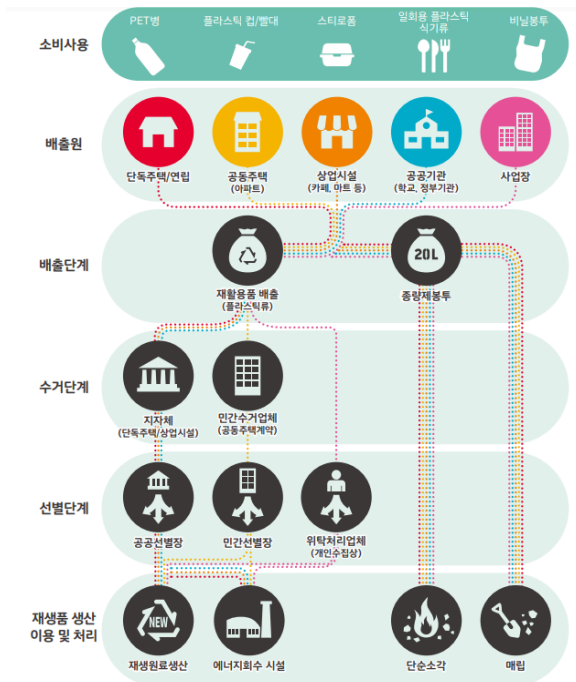 소비사용
PET병
플라스틱 컵/빨대
스티로폼
일회용 플라스틱
식기류
비닐봉투
배출원
단독주택/연립
공동주택
(아파트)
상업시설
(카페, 마트 등)
공공기관
(학교, 정부기관)
사업장
배출단계
재활용품 배출
(플라스틱류)
20L
종량제봉투
수거단계
지자체
(단독주택/상업시설)
민간수거업체
(공동주택계약)
선별단계
공공선별장
민간선별장
위탁처리업체
(개인수집상)
재생품 생산
이용 및 처리
NEW
재생원료생산
에너지회수 시설
단순소각
매립